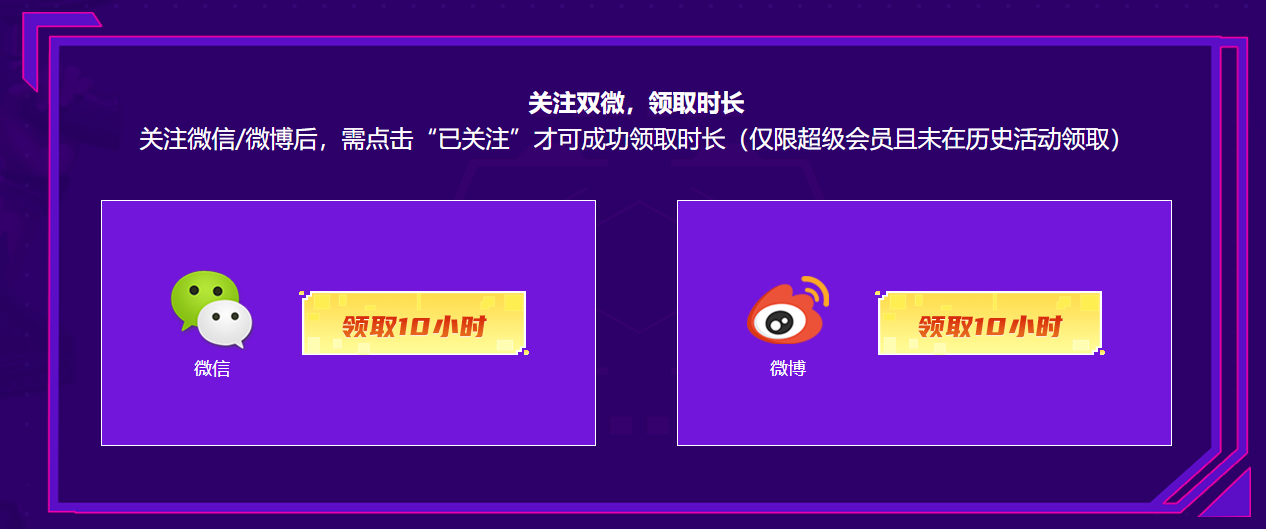 关注双微，领取时长
关注微信/微博后，需点击“已关注”才可成功领取时长（仅限超级会员且未在历史活动领取）
领取10小时
微信
领取10小时
微博